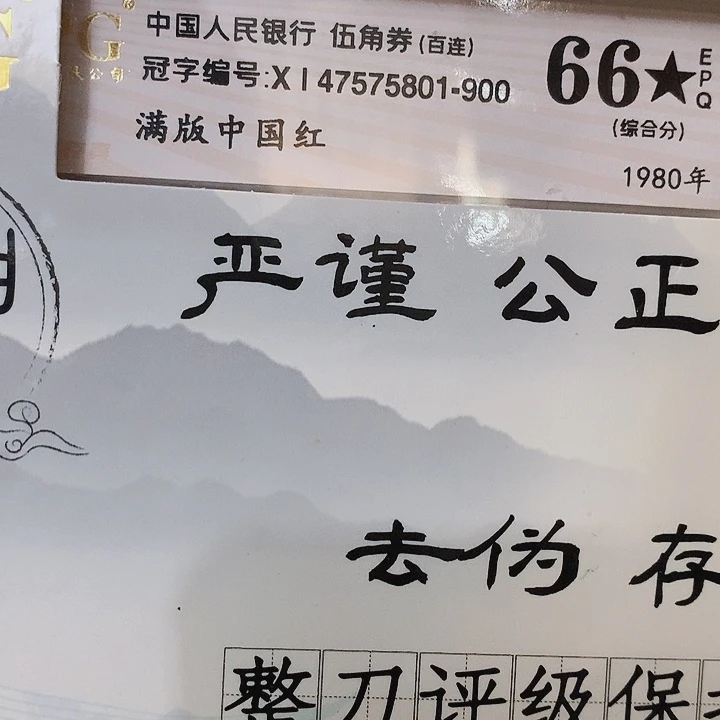 中国人民银行 伍角券(百连)
冠字编号:XI47575801-900
满版中国红
66★EPQ
(综合分)
1980年
严谨 公正
去伪 存
整刀评级保